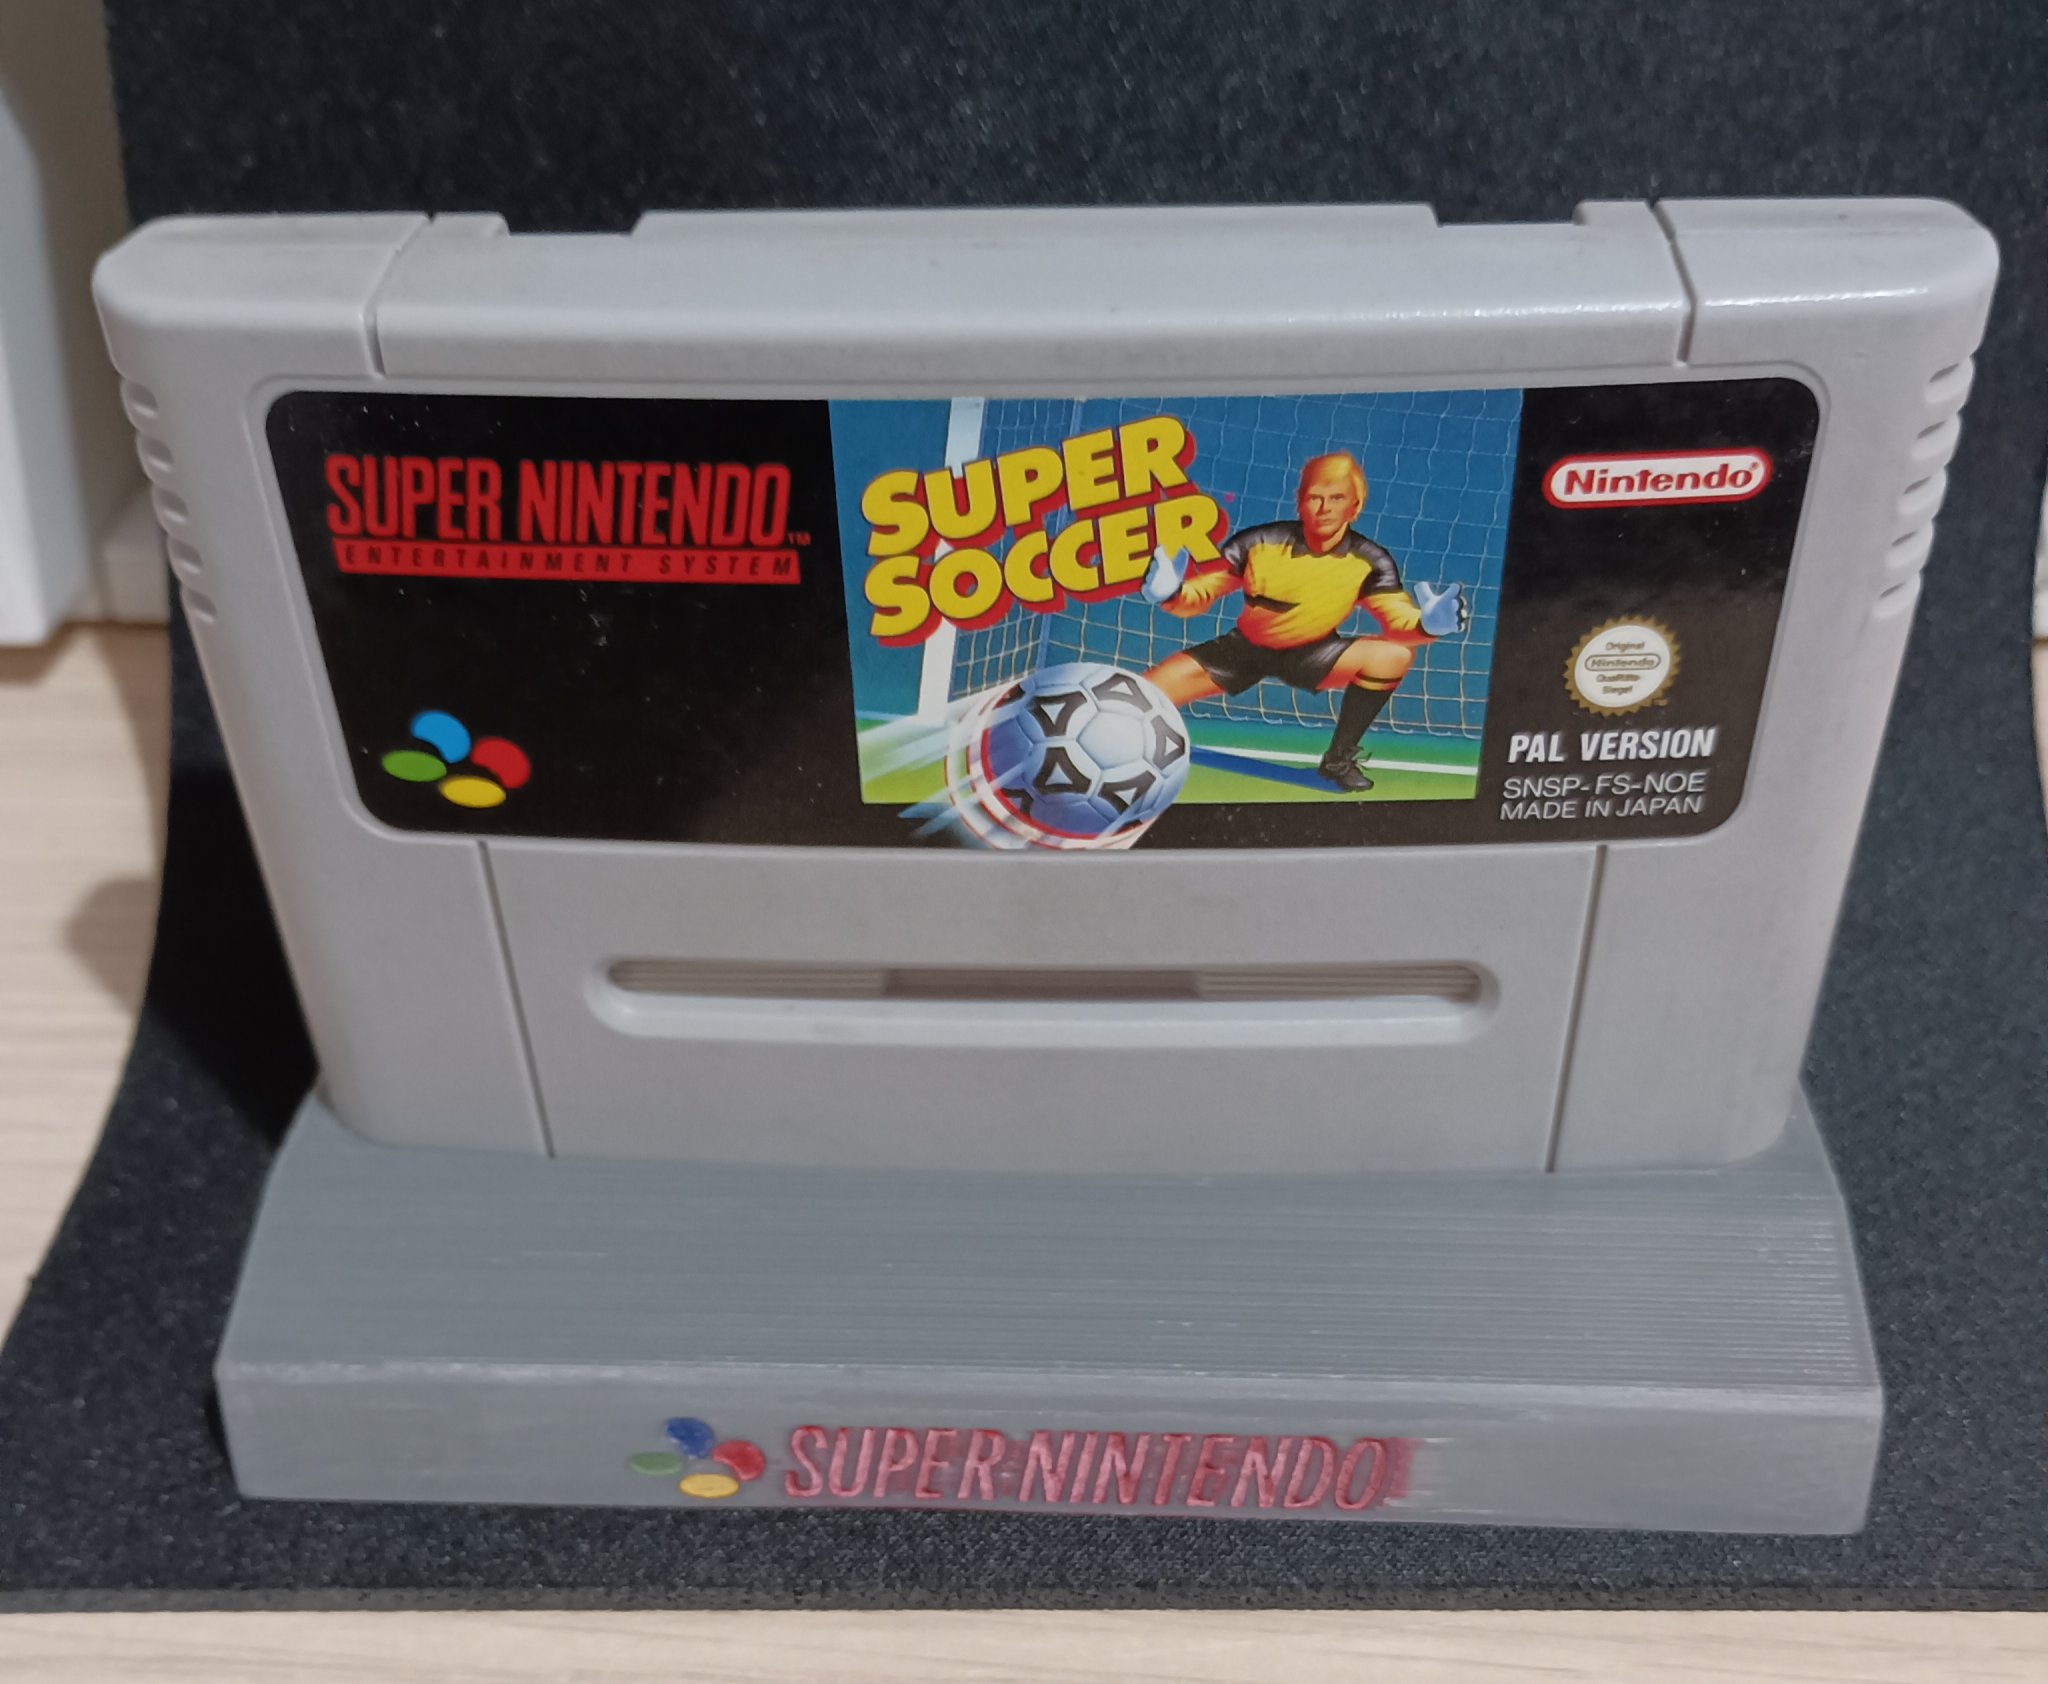 SUPER NINTENDO™
ENTERTAINMENT SYSTEM
SUPER
SOCCER
Nintendo®
Original
Nintendo
Qualitäts-
Siegel
PAL VERSION
SNSP-FS-NOE
MADE IN JAPAN
SUPER NINTENDO